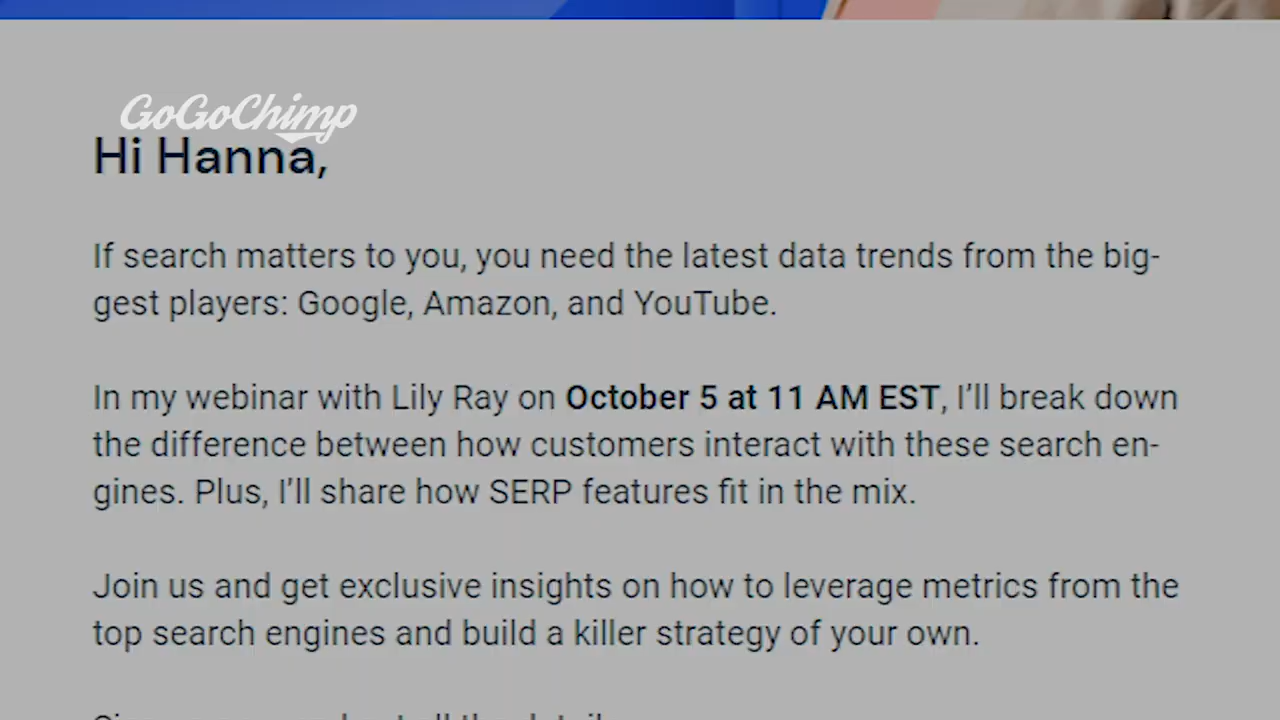 GoGoChimp
Hi Hanna,
If search matters to you, you need the latest data trends from the big-
gest players: Google, Amazon, and YouTube.
In my webinar with Lily Ray on October 5 at 11 AM EST, I’ll break down
the difference between how customers interact with these search en-
gines. Plus, I’ll share how SERP features fit in the mix.
Join us and get exclusive insights on how to leverage metrics from the
top search engines and build a killer strategy of your own.